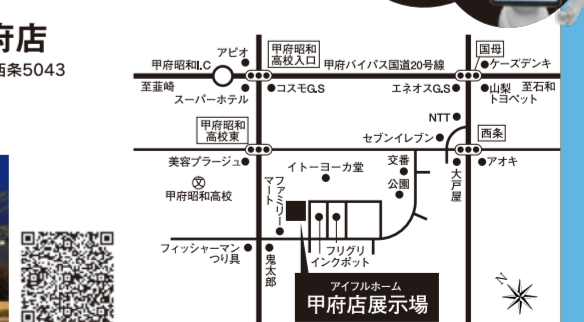 府店
西条5043
アピオ
甲府昭和
高校入口
国母
甲府昭和I.C
甲府バイパス国道20号線
ケーズデンキ
至韮崎
スーパーホテル
コスモG.S
エネオスG.S
山梨
トヨペット
至石和
NTT
甲府昭和
高校東
セブンイレブン
西条
美容プラージュ
イトーヨーカ堂
交番
アオキ
文
甲府昭和高校
ファミリー
マート
公園
大戸屋
フィッシャーマン
つり具
鬼太郎
フリグリ
インクポット
アイフルホーム
甲府店展示場
N